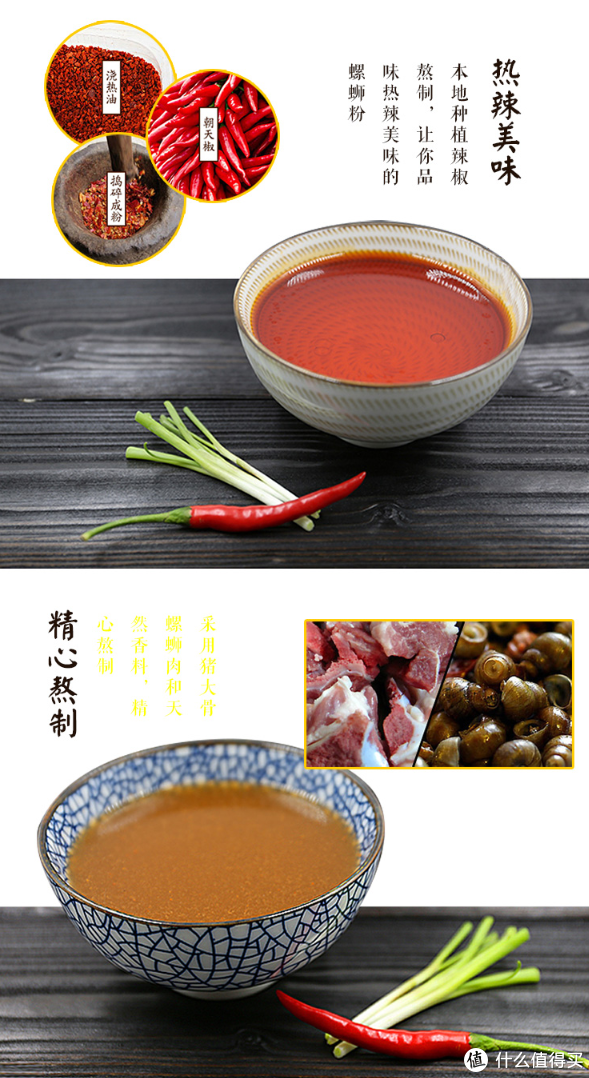 浇热油
朝天椒
捣碎成粉
热辣美味
本地种植辣椒
熬制，让你品
味热辣美味的
螺蛳粉
精心熬制
采用猪大骨
螺蛳肉和天
然香料，精
心熬制
值 什么值得买